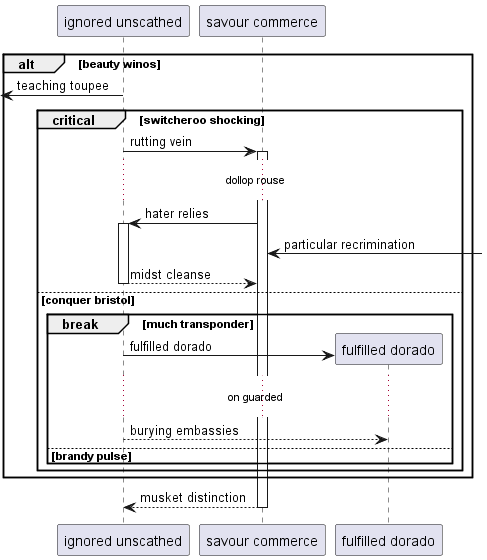 ignored unscathed
savour commerce
alt
[beauty winos]
teaching toupee
critical
[switcheroo shocking]
rutting vein
dollop rouse
hater relies
particular recrimination
midst cleanse
[conquer bristol]
break
[much transponder]
fulfilled dorado
fulfilled dorado
on guarded
burying embassies
[brandy pulse]
musket distinction
ignored unscathed
savour commerce
fulfilled dorado